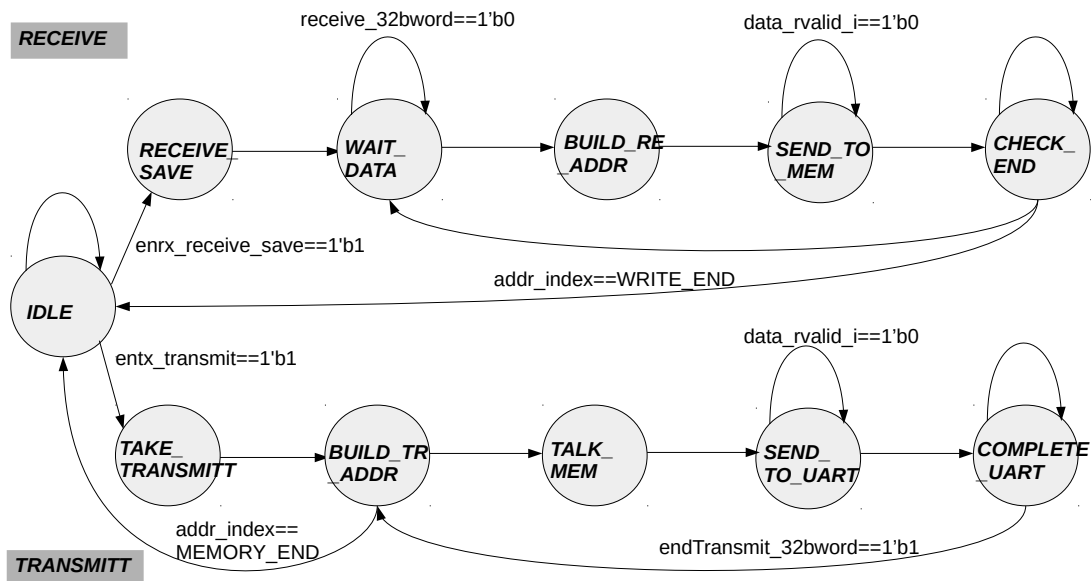 RECEIVE
receive_32bword==1'b0
data_rvalid_i==1'b0
RECEIVE_
SAVE
WAIT_
DATA
BUILD_RE
_ADDR
SEND_TO
_MEM
CHECK_
END
enrx_receive_save==1'b1
addr_index==WRITE_END
IDLE
entx_transmit==1'b1
data_rvalid_i==1'b0
TAKE_
TRANSMITT
BUILD_TR
_ADDR
TALK_
MEM
SEND_
TO_UART
COMPLETE
_UART
addr_index==
MEMORY_END
endTransmit_32bword==1'b1
TRANSMITT